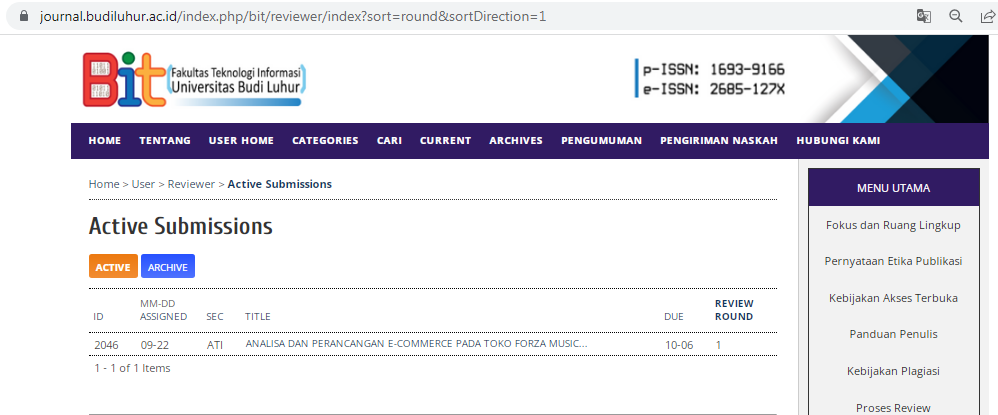 journal.budiluhur.ac.id/index.php/bit/reviewer/index?sort=round&sortDirection=1
Bit
Fakultas Teknologi Informasi
Universitas Budi Luhur
p-ISSN: 1693-9166
e-ISSN: 2685-127X
HOME TENTANG USER HOME CATEGORIES CARI CURRENT ARCHIVES PENGUMUMAN PENGIRIMAN NASKAH HUBUNGI KAMI
Home > User > Reviewer > Active Submissions
Active Submissions
ACTIVE ARCHIVE
MM-DD REVIEW
ID ASSIGNED SEC TITLE DUE ROUND
2046 09-22 ATI ANALISA DAN PERANCANGAN E-COMMERCE PADA TOKO FORZA MUSIC... 10-06 1
1 - 1 of 1 Items
MENU UTAMA
Fokus dan Ruang Lingkup
Pernyataan Etika Publikasi
Kebijakan Akses Terbuka
Panduan Penulis
Kebijakan Plagiasi
Proses Review